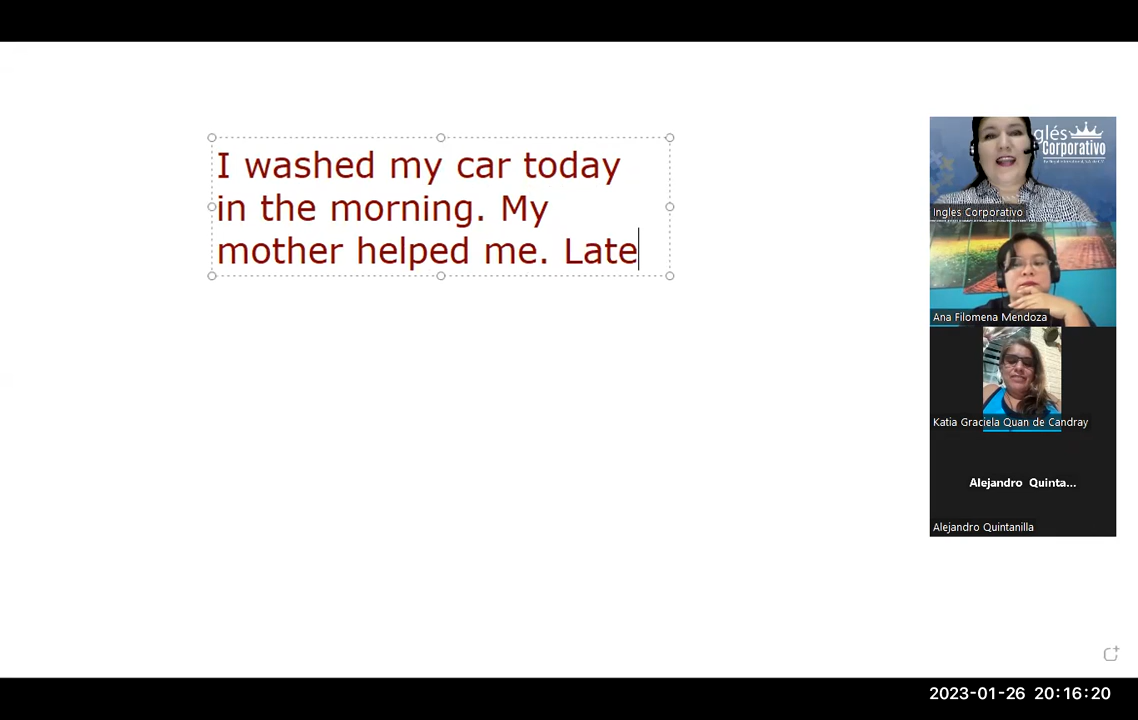 I washed my car today
in the morning. My
mother helped me. Late
glés
Corporativo
Ingles Corporativo
Ana Filomena Mendoza
Katia Graciela Quan de Candray
Alejandro Quinta...
Alejandro Quintanilla
2023-01-26 20:16:20